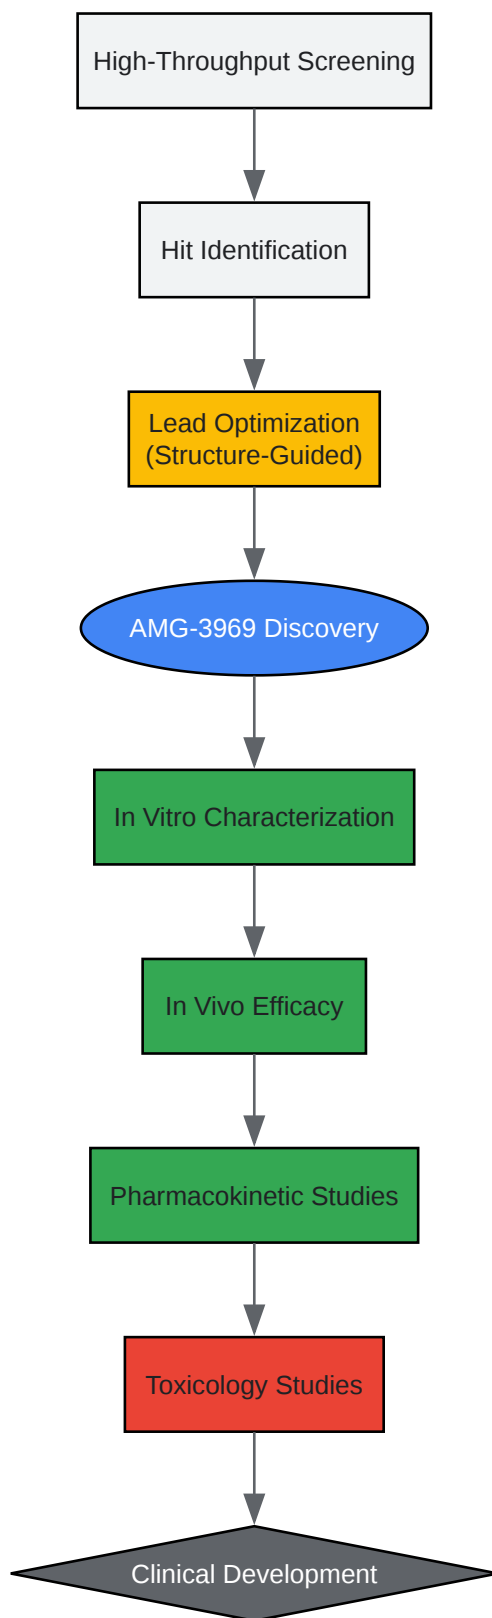 High-Throughput Screening
Hit Identification
Lead Optimization
(Structure-Guided)
AMG-3969 Discovery
In Vitro Characterization
In Vivo Efficacy
Pharmacokinetic Studies
Toxicology Studies
Clinical Development